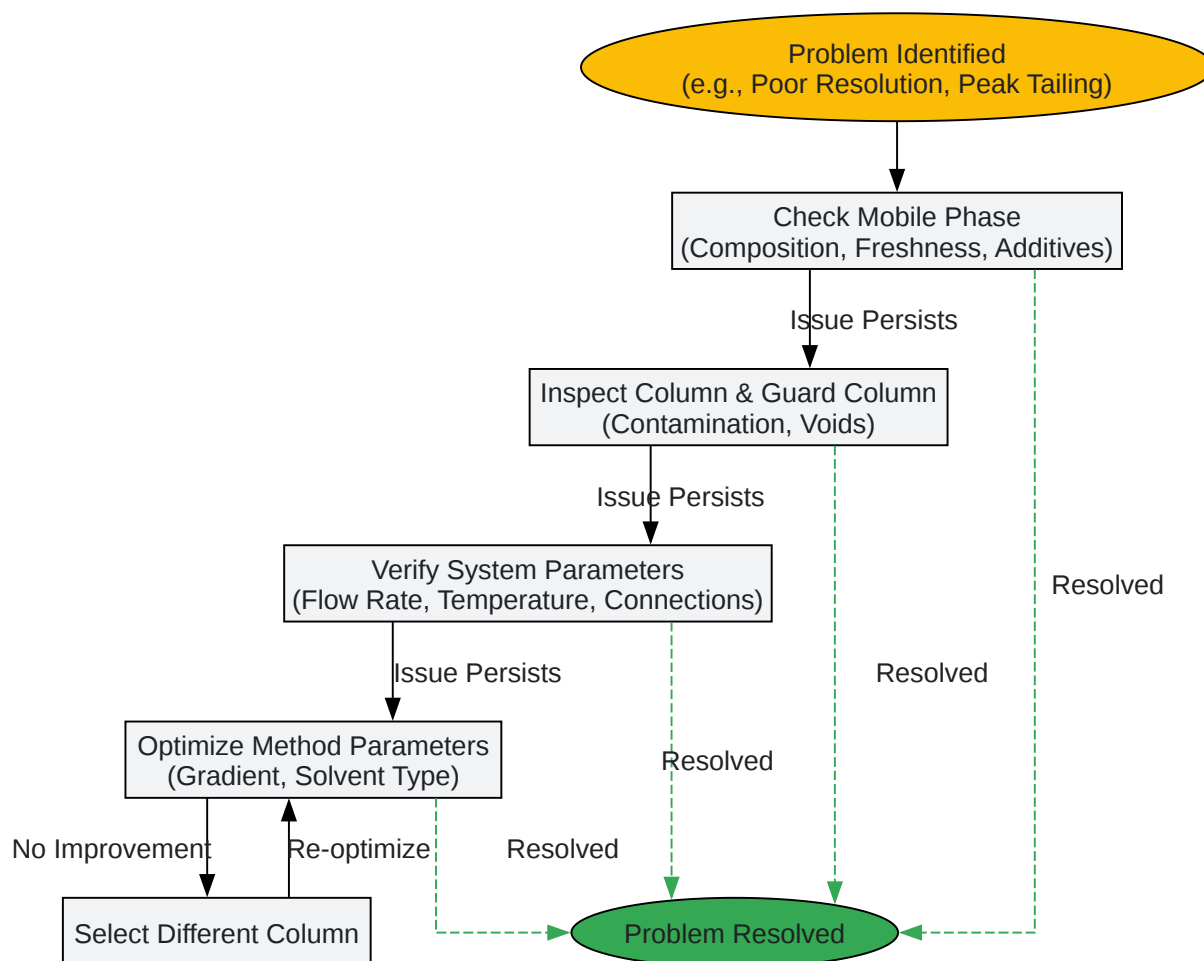 Problem Identified
(e.g., Poor Resolution, Peak Tailing)
Check Mobile Phase
(Composition, Freshness, Additives)
Issue Persists
Inspect Column & Guard Column
(Contamination, Voids)
Issue Persists
Verify System Parameters
(Flow Rate, Temperature, Connections)
Resolved
Issue Persists
Resolved
Optimize Method Parameters
(Gradient, Solvent Type)
Resolved
No Improvement
Re-optimize
Resolved
Select Different Column
Problem Resolved